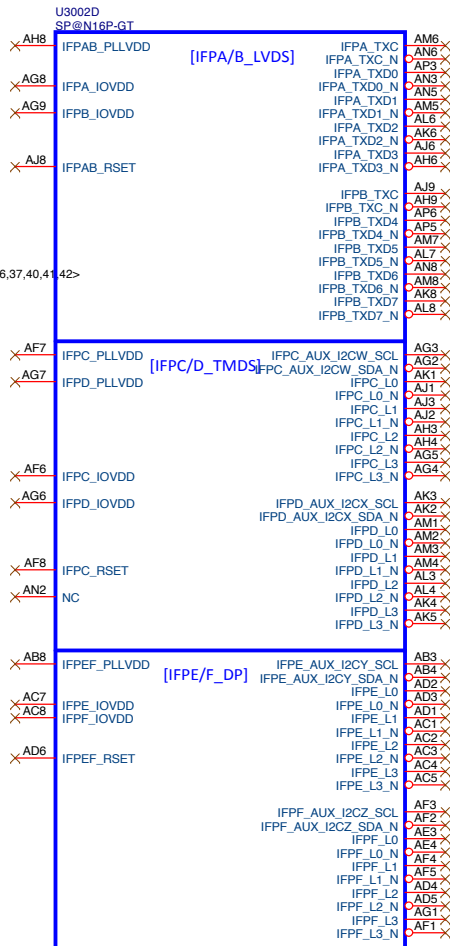 U3002D
SP@N16P-GT
[IFPA/B_LVDS]
AH8 IFPAB_PLLVDD IFPA_TXC AM6
IFPA_TXC_N AN6
IFPA_TXD0 AP3
AG8 IFPA_IOVDD IFPA_TXD0_N AN3
IFPA_TXD1 AN5
AG9 IFPB_IOVDD IFPA_TXD1_N AM5
IFPA_TXD2 AL6
IFPA_TXD2_N AK6
IFPA_TXD3 AJ6
AJ8 IFPAB_RSET IFPA_TXD3_N AH6
IFPB_TXC AJ9
IFPB_TXC_N AH9
IFPB_TXD4 AP6
IFPB_TXD4_N AP5
IFPB_TXD5 AM7
IFPB_TXD5_N AL7
6,37,40,41,42> IFPB_TXD6 AN8
IFPB_TXD6_N AM8
IFPB_TXD7 AK8
IFPB_TXD7_N AL8
[IFPC/D_TMDS]
AF7 IFPC_PLLVDD IFPC_AUX_I2CW_SCL AG3
IFPC_AUX_I2CW_SDA_N AG2
AG7 IFPD_PLLVDD IFPC_L0 AK1
IFPC_L0_N AJ1
IFPC_L1 AJ3
IFPC_L1_N AJ2
IFPC_L2 AH3
IFPC_L2_N AH4
IFPC_L3 AG5
AF6 IFPC_IOVDD IFPC_L3_N AG4
AG6 IFPD_IOVDD IFPD_AUX_I2CX_SCL AK3
IFPD_AUX_I2CX_SDA_N AK2
IFPD_L0 AM1
IFPD_L0_N AM2
IFPD_L1 AM3
AF8 IFPC_RSET IFPD_L1_N AM4
IFPD_L2 AL3
AN2 NC IFPD_L2_N AL4
IFPD_L3 AK4
IFPD_L3_N AK5
[IFPE/F_DP]
AB8 IFPEF_PLLVDD IFPE_AUX_I2CY_SCL AB3
IFPE_AUX_I2CY_SDA_N AB4
IFPE_L0 AD2
AC7 IFPE_IOVDD IFPE_L0_N AD3
AC8 IFPF_IOVDD IFPE_L1 AD1
IFPE_L1_N AC1
IFPE_L2 AC2
AD6 IFPEF_RSET IFPE_L2_N AC3
IFPE_L3 AC4
IFPE_L3_N AC5
IFPF_AUX_I2CZ_SCL AF3
IFPF_AUX_I2CZ_SDA_N AF2
IFPF_L0 AE3
IFPF_L0_N AE4
IFPF_L1 AF4
IFPF_L1_N AF5
IFPF_L2 AD4
IFPF_L2_N AD5
IFPF_L3 AG1
IFPF_L3_N AF1